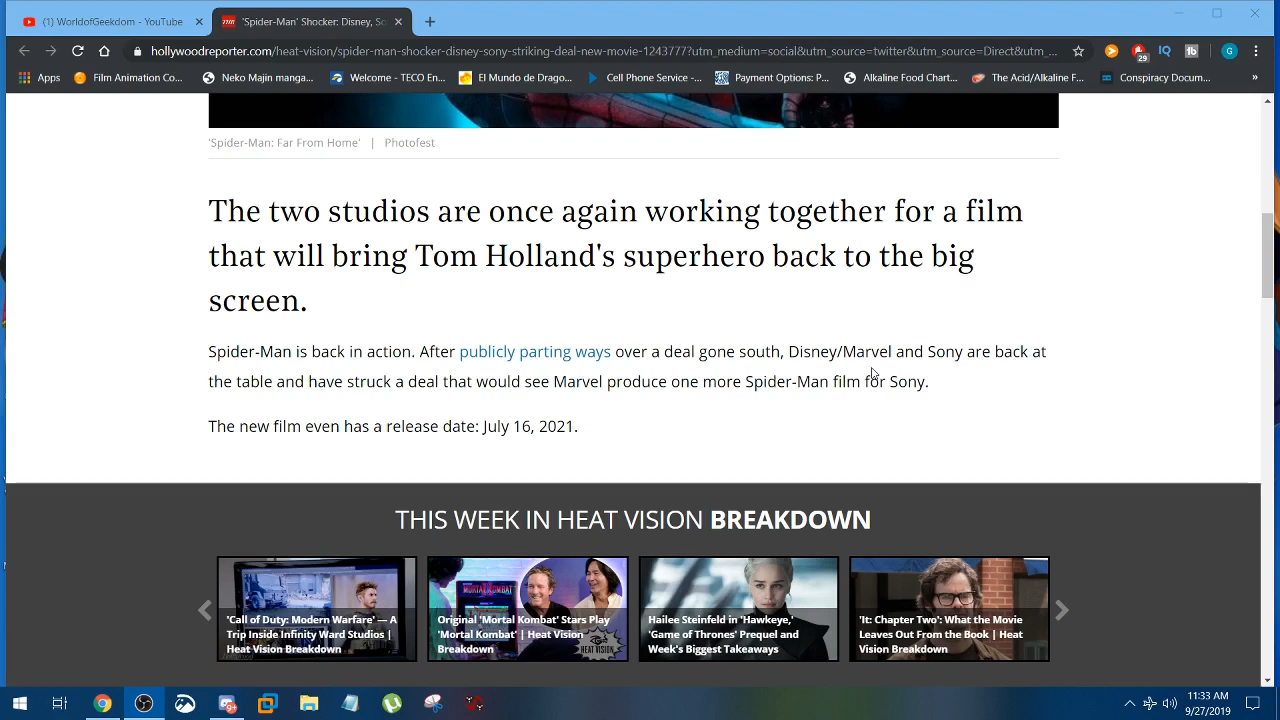 (1) WorldofGeekdom - YouTube
'Spider-Man' Shocker: Disney, So
hollywoodreporter.com/heat-vision/spider-man-shocker-disney-sony-striking-deal-new-movie-1243777?utm_medium=social&utm_source=twitter&utm_source=Direct&utm_...
29
G
Apps
Film Animation Co...
Neko Majin manga...
Welcome - TECO En...
El Mundo de Drago...
Cell Phone Service -...
Payment Options: P...
Alkaline Food Chart...
The Acid/Alkaline F...
Conspiracy Docum...
»
'Spider-Man: Far From Home' | Photofest
The two studios are once again working together for a film
that will bring Tom Holland's superhero back to the big
screen.
Spider-Man is back in action. After publicly parting ways over a deal gone south, Disney/Marvel and Sony are back at
the table and have struck a deal that would see Marvel produce one more Spider-Man film for Sony.
The new film even has a release date: July 16, 2021.
THIS WEEK IN HEAT VISION BREAKDOWN
'Call of Duty: Modern Warfare' — A
Trip Inside Infinity Ward Studios |
Heat Vision Breakdown
Original 'Mortal Kombat' Stars Play
'Mortal Kombat' | Heat Vision
Breakdown
Hailee Steinfeld in 'Hawkeye,'
'Game of Thrones' Prequel and
Week's Biggest Takeaways
'It: Chapter Two': What the Movie
Leaves Out From the Book | Heat
Vision Breakdown
11:33 AM
9/27/2019